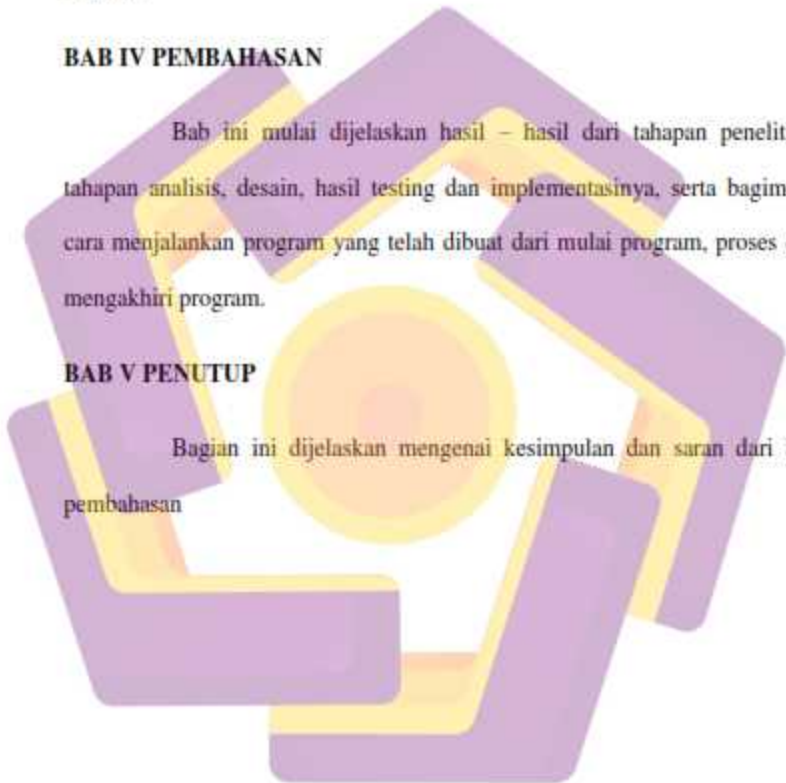 BAB IV PEMBAHASAN
Bab ini mulai dijelaskan hasil – hasil dari tahapan penelit
tahapan analisis, desain, hasil testing dan implementasinya, serta bagim
cara menjalankan program yang telah dibuat dari mulai program, proses
mengakhiri program.
BAB V PENUTUP
Bagian ini dijelaskan mengenai kesimpulan dan saran dari
pembahasan